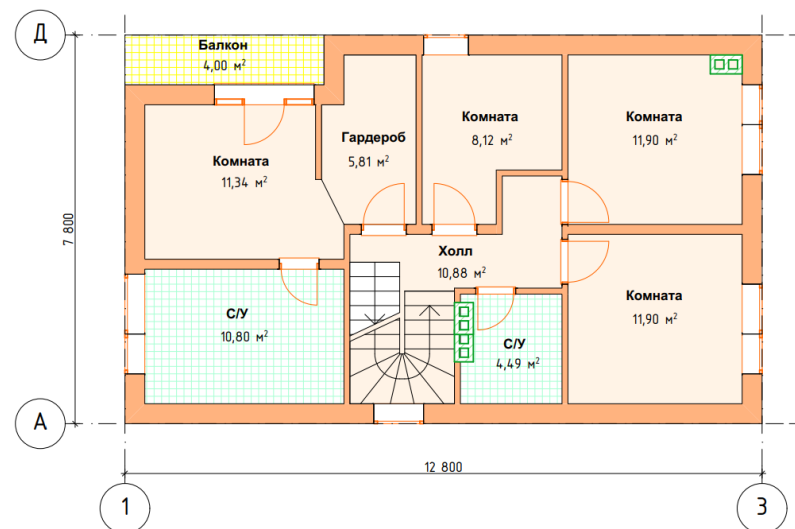 Д
Балкон
4,00 м²
Гардероб
5,81 м²
Комната
8,12 м²
Комната
11,90 м²
Комната
11,34 м²
7 800
Холл
10,88 м²
Комната
11,90 м²
С/У
10,80 м²
С/У
4,49 м²
А
12 800
1
3